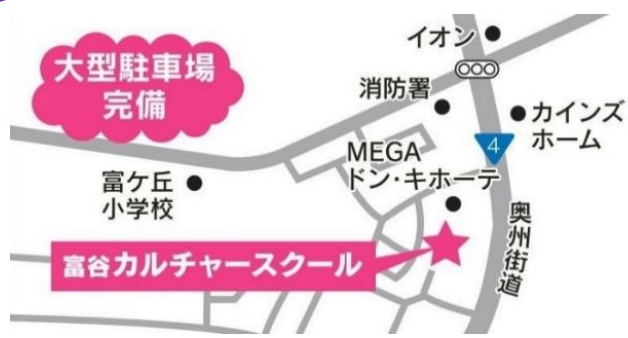 大型駐車場
完備
イオン
消防署
カインズ
ホーム
4
MEGA
ドン・キホーテ
富ケ丘
小学校
奥州街道
富谷カルチャースクール